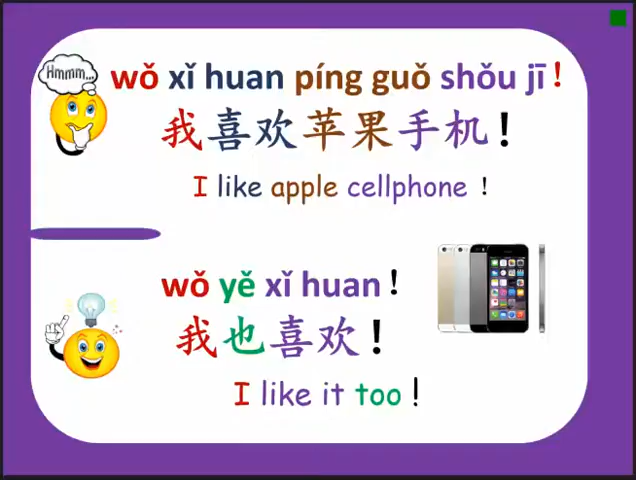 Hmmm...
wǒ xǐ huan píng guǒ shǒu jī!
我喜欢苹果手机!
I like apple cellphone !
wǒ yě xǐ huan!
我也喜欢!
I like it too!